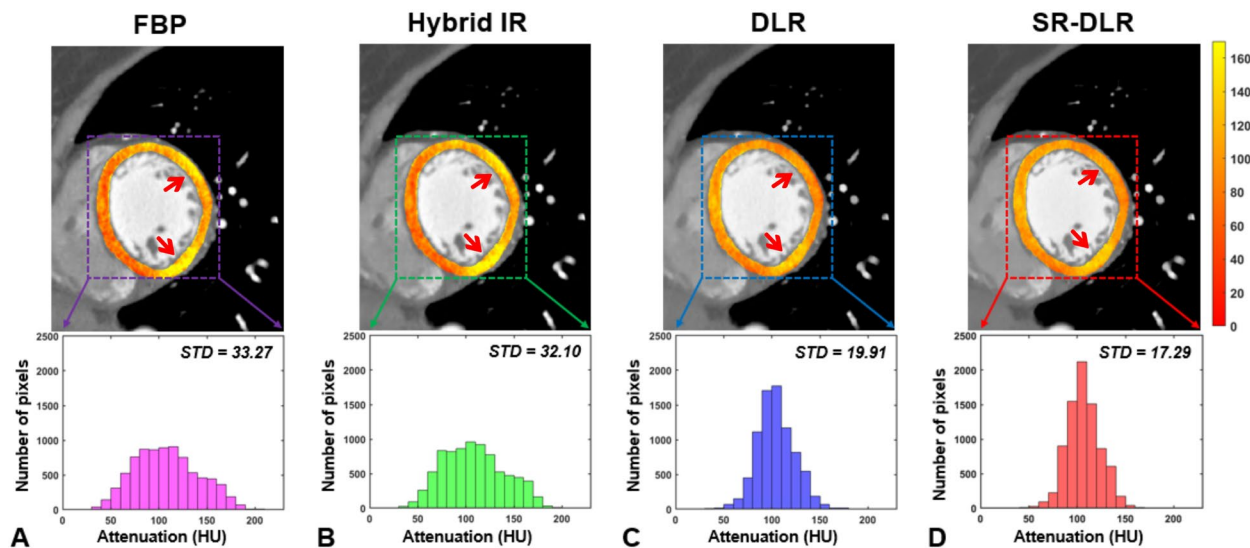 FBP
Hybrid IR
DLR
SR-DLR
160
140
120
100
80
60
40
20
0
STD = 33.27
STD = 32.10
STD = 19.91
STD = 17.29
Number of pixels
2500
2000
1500
1000
500
0
0 50 100 150 200
Attenuation (HU)
A
Number of pixels
2500
2000
1500
1000
500
0
0 50 100 150 200
Attenuation (HU)
B
Number of pixels
2500
2000
1500
1000
500
0
0 50 100 150 200
Attenuation (HU)
C
Number of pixels
2500
2000
1500
1000
500
0
0 50 100 150 200
Attenuation (HU)
D